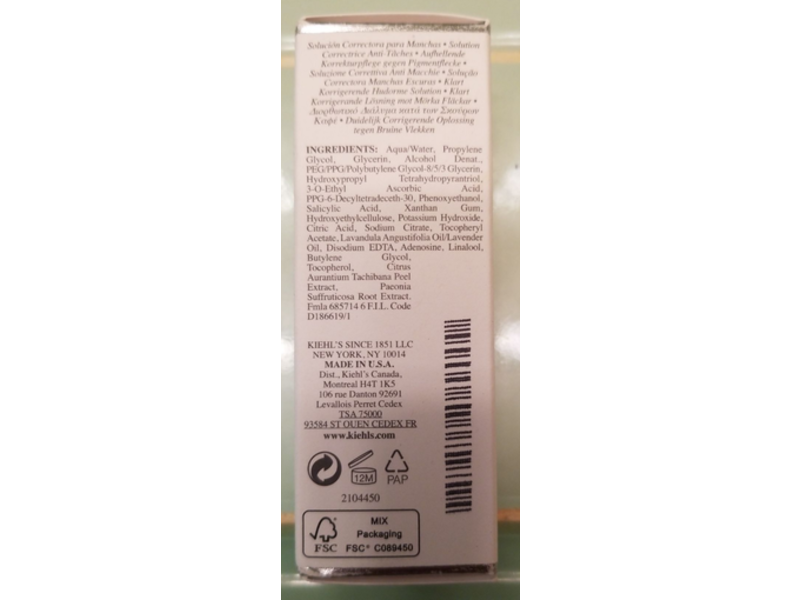 Solución Correctora para Manchas • Solution
Correctrice Anti-Tâches • Aufhellende
Korrekturpflege gegen Pigmentflecke •
Soluzione Correttiva Anti Macchie • Solução
Correctora Manchas Escuras • Klart
Korrigerende Hudorme Solution • Klart
Korrigerande Lösning mot Mörka Fläckar •
Διορθωτικό Διάλυμα κατά των Σκούρων
• Duidelijk Corrigerende Oplossing
tegen Bruine Vlekken
INGREDIENTS: Aqua/Water, Propylene
Glycol, Glycerin, Alcohol Denat.,
PEG/PPG/Polybutylene Glycol-8/5/3 Glycerin,
Hydroxypropyl Tetrahydropyrantriol,
3-O-Ethyl Ascorbic Acid,
PPG-6-Decyltetradeceth-30, Phenoxyethanol,
Salicylic Acid, Xanthan Gum,
Hydroxyethylcellulose, Potassium Hydroxide,
Citric Acid, Sodium Citrate, Tocopheryl
Acetate, Lavandula Angustifolia Oil/Lavender
Oil, Disodium EDTA, Adenosine, Linalool,
Butylene Glycol,
Tocopherol, Citrus
Aurantium Tachibana Peel
Extract, Paeonia
Suffruticosa Root Extract.
Fmla 685714 6 F.I.L. Code
D186619/1
KIEHL'S SINCE 1851 LLC
NEW YORK, NY 10014
MADE IN U.S.A.
Dist., Kiehl's Canada,
Montreal H4T 1K5
106 rue Danton 92691
Levallois Perret Cedex
TSA 75000
93584 ST OUEN CEDEX FR
www.kiehls.com
12M
PAP
2104450
MIX
Packaging
FSC
FSC® C089450